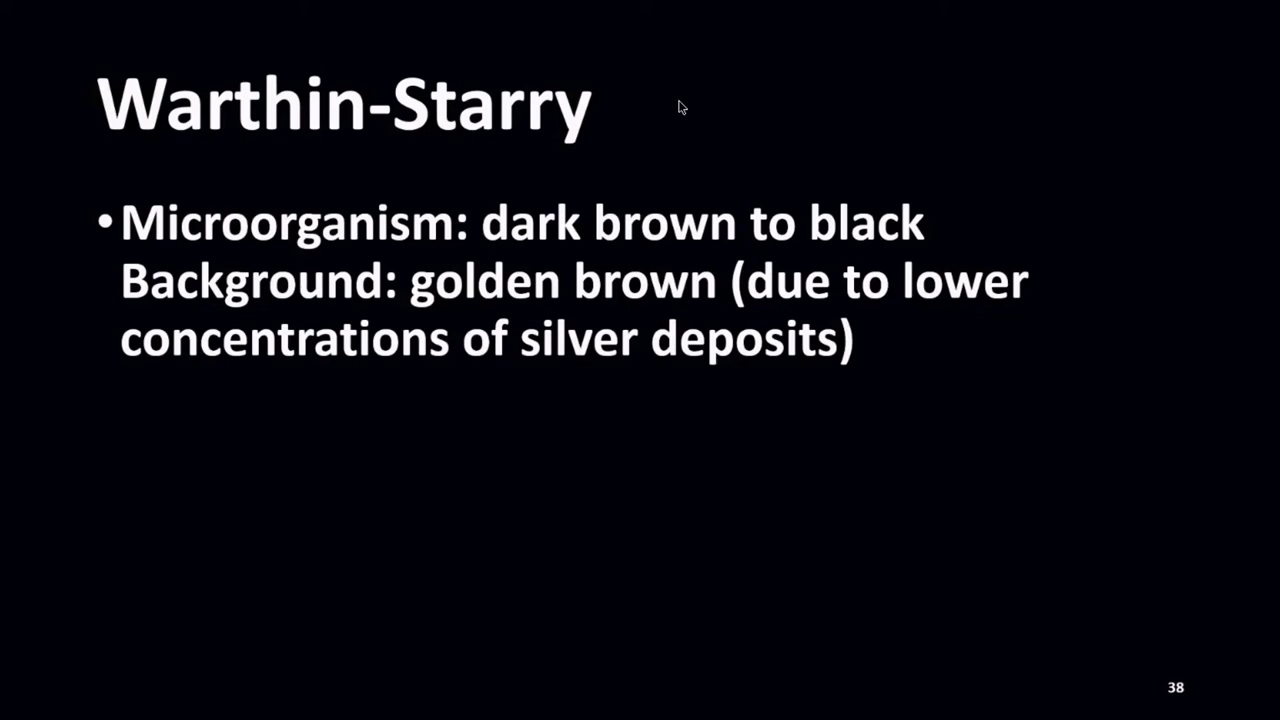 Warthin-Starry
•Microorganism: dark brown to black
Background: golden brown (due to lower
concentrations of silver deposits)
38